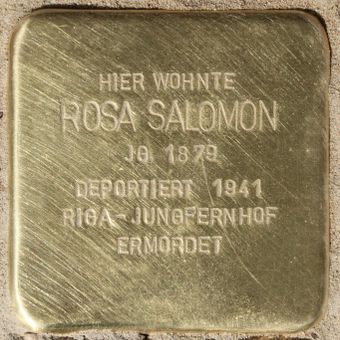 HIER WOHNTE
ROSA SALOMON
JG. 1879
DEPORTIERT 1941
RIGA-JUNGFERNHOF
ERMORDET